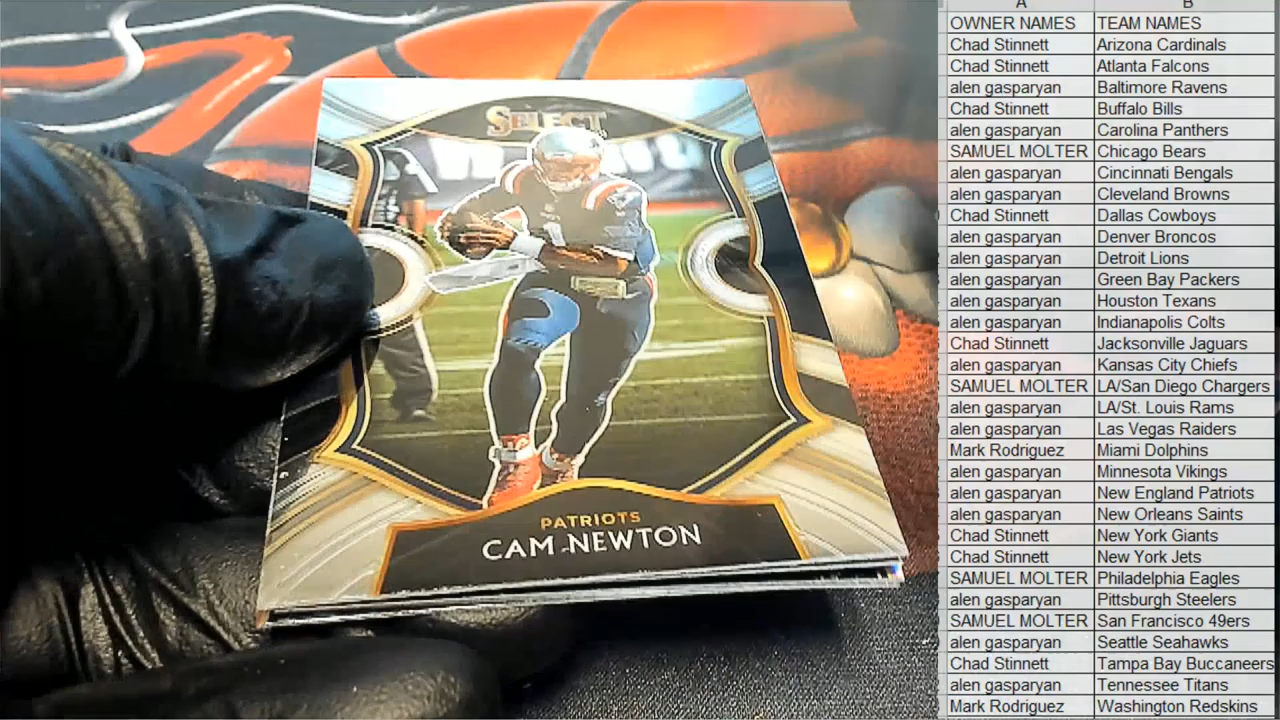 SELECT
PATRIOTS
CAM NEWTON
A B
OWNER NAMES TEAM NAMES
Chad Stinnett Arizona Cardinals
Chad Stinnett Atlanta Falcons
alen gasparyan Baltimore Ravens
Chad Stinnett Buffalo Bills
alen gasparyan Carolina Panthers
SAMUEL MOLTER Chicago Bears
alen gasparyan Cincinnati Bengals
alen gasparyan Cleveland Browns
Chad Stinnett Dallas Cowboys
alen gasparyan Denver Broncos
alen gasparyan Detroit Lions
alen gasparyan Green Bay Packers
alen gasparyan Houston Texans
alen gasparyan Indianapolis Colts
Chad Stinnett Jacksonville Jaguars
alen gasparyan Kansas City Chiefs
SAMUEL MOLTER LA/San Diego Chargers
alen gasparyan LA/St. Louis Rams
alen gasparyan Las Vegas Raiders
Mark Rodriguez Miami Dolphins
alen gasparyan Minnesota Vikings
alen gasparyan New England Patriots
alen gasparyan New Orleans Saints
Chad Stinnett New York Giants
Chad Stinnett New York Jets
SAMUEL MOLTER Philadelphia Eagles
alen gasparyan Pittsburgh Steelers
SAMUEL MOLTER San Francisco 49ers
alen gasparyan Seattle Seahawks
Chad Stinnett Tampa Bay Buccaneers
alen gasparyan Tennessee Titans
Mark Rodriguez Washington Redskins